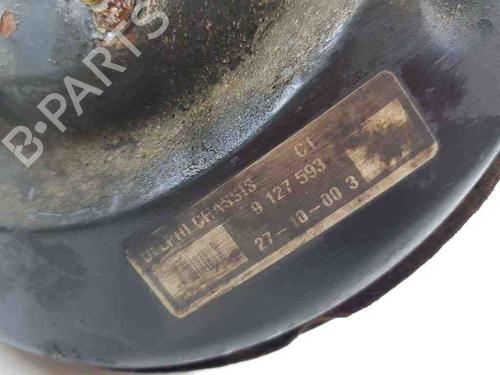 B-PARTS
DELPHI CHASSIS C1
9 127 593
27-10-00 3